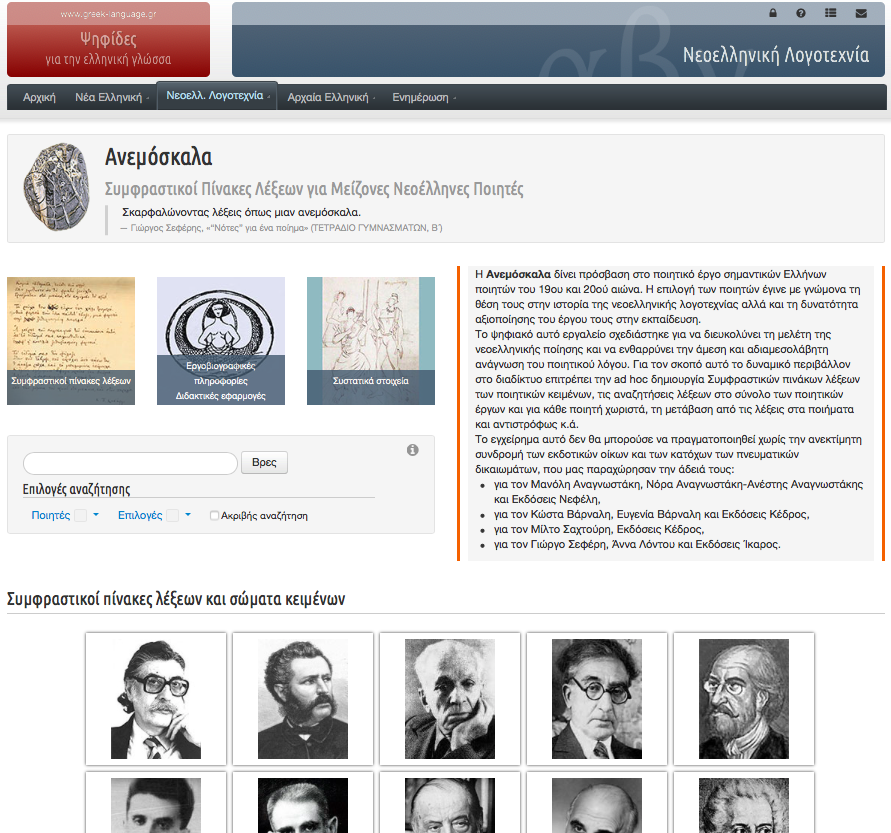 www.greek-language.gr
Ψηφίδες
για την ελληνική γλώσσα
αβγ
Νεοελληνική Λογοτεχνία
Αρχική Νέα Ελληνική Νεοελλ. Λογοτεχνία Αρχαία Ελληνική Ενημέρωση
Ανεμόσκαλα
Συμφραστικοί Πίνακες Λέξεων για Μείζονες Νεοέλληνες Ποιητές
Σκαρφαλώνοντας λέξεις όπως μιαν ανεμόσκαλα.
— Γιώργος Σεφέρης, «"Νότες" για ένα ποίημα» (ΤΕΤΡΑΔΙΟ ΓΥΜΝΑΣΜΑΤΩΝ, Β΄)
Συμφραστικοί πίνακες λέξεων
Εργοβιογραφικές
πληροφορίες
Διδακτικές εφαρμογές
Συστατικά στοιχεία
Βρες
Επιλογές αναζήτησης
Ποιητές Επιλογές Ακριβής αναζήτηση
Η Ανεμόσκαλα δίνει πρόσβαση στο ποιητικό έργο σημαντικών Ελλήνων
ποιητών του 19ου και 20ού αιώνα. Η επιλογή των ποιητών έγινε με γνώμονα τη
θέση τους στην ιστορία της νεοελληνικής λογοτεχνίας αλλά και τη δυνατότητα
αξιοποίησης του έργου τους στην εκπαίδευση.
Το ψηφιακό αυτό εργαλείο σχεδιάστηκε για να διευκολύνει τη μελέτη της
νεοελληνικής ποίησης και να ενθαρρύνει την άμεση και αδιαμεσολάβητη
ανάγνωση του ποιητικού λόγου. Για τον σκοπό αυτό το δυναμικό περιβάλλον
στο διαδίκτυο επιτρέπει την ad hoc δημιουργία Συμφραστικών πινάκων λέξεων
των ποιητικών κειμένων, τις αναζητήσεις λέξεων στο σύνολο των ποιητικών
έργων και για κάθε ποιητή χωριστά, τη μετάβαση από τις λέξεις στα ποιήματα
και αντιστρόφως κ.ά.
Το εγχείρημα αυτό δεν θα μπορούσε να πραγματοποιηθεί χωρίς την ανεκτίμητη
συνδρομή των εκδοτικών οίκων και των κατόχων των πνευματικών
δικαιωμάτων, που μας παραχώρησαν την άδειά τους:
• για τον Μανόλη Αναγνωστάκη, Νόρα Αναγνωστάκη-Ανέστης Αναγνωστάκης
και Εκδόσεις Νεφέλη,
• για τον Κώστα Βάρναλη, Ευγενία Βάρναλη και Εκδόσεις Κέδρος,
• για τον Μίλτο Σαχτούρη, Εκδόσεις Κέδρος,
• για τον Γιώργο Σεφέρη, Άννα Λόντου και Εκδόσεις Ίκαρος.
Συμφραστικοί πίνακες λέξεων και σώματα κειμένων